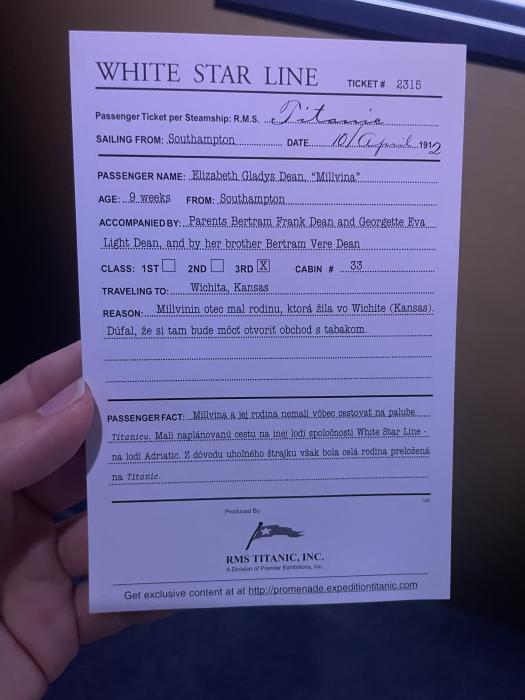 WHITE STAR LINE TICKET # 2315
Passenger Ticket per Steamship: R.M.S. Titanic
SAILING FROM: Southampton DATE 10/April 1912
PASSENGER NAME: Elizabeth Gladys Dean, "Millvina"
AGE: 9 weeks FROM: Southampton
ACCOMPANIED BY: Parents Bertram Frank Dean and Georgette Eva
Light Dean, and by her brother Bertram Vere Dean
CLASS: 1ST 2ND 3RD X CABIN # 33
TRAVELING TO: Wichita, Kansas
REASON: Millvinin otec mal rodinu, ktorá žila vo Wichite (Kansas).
Dúfal, že si tam bude môcť otvoriť obchod s tabakom.
PASSENGER FACT: Millvina a jej rodina nemali vôbec cestovať na palube
Titanicu. Mali naplánovanú cestu na inej lodi spoločnosti White Star Line -
na lodi Adriatic. Z dôvodu uhoľného štrajku však bola celá rodina preložená
na Titanic.
Produced By
RMS TITANIC, INC.
A Division of Premier Exhibitions, Inc.
Get exclusive content at at http://promenade.expeditiontitanic.com